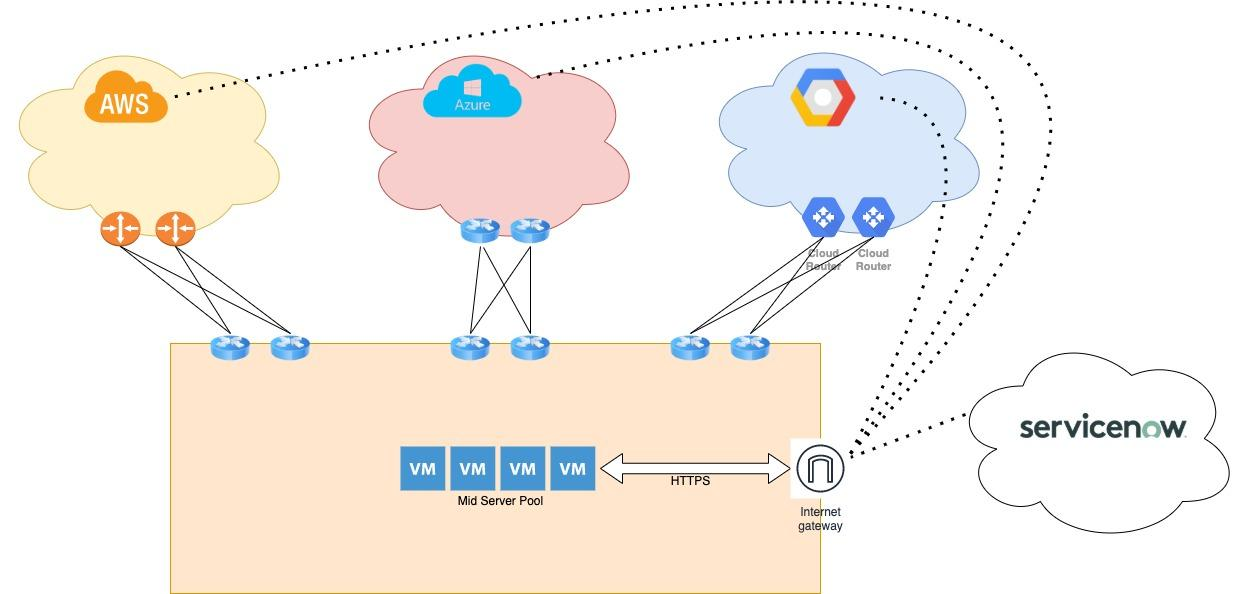 AWS
Azure
Cloud
Router
Cloud
Router
servicenow.
VM
VM
VM
VM
HTTPS
Mid Server Pool
Internet
gateway